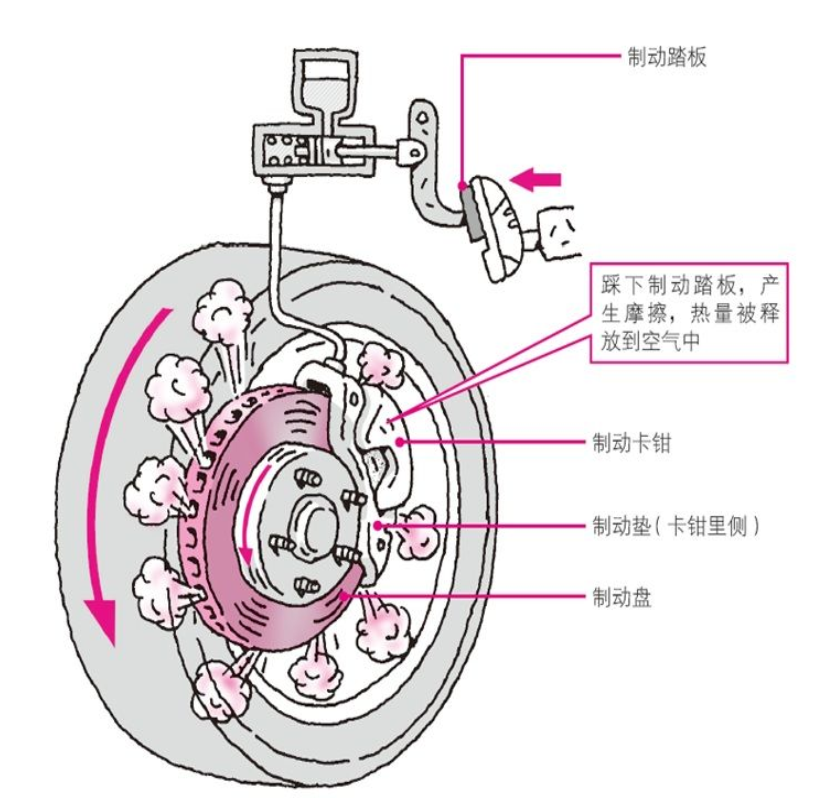 制动踏板
踩下制动踏板，产
生摩擦，热量被释
放到空气中
制动卡钳
制动垫（卡钳里侧）
制动盘